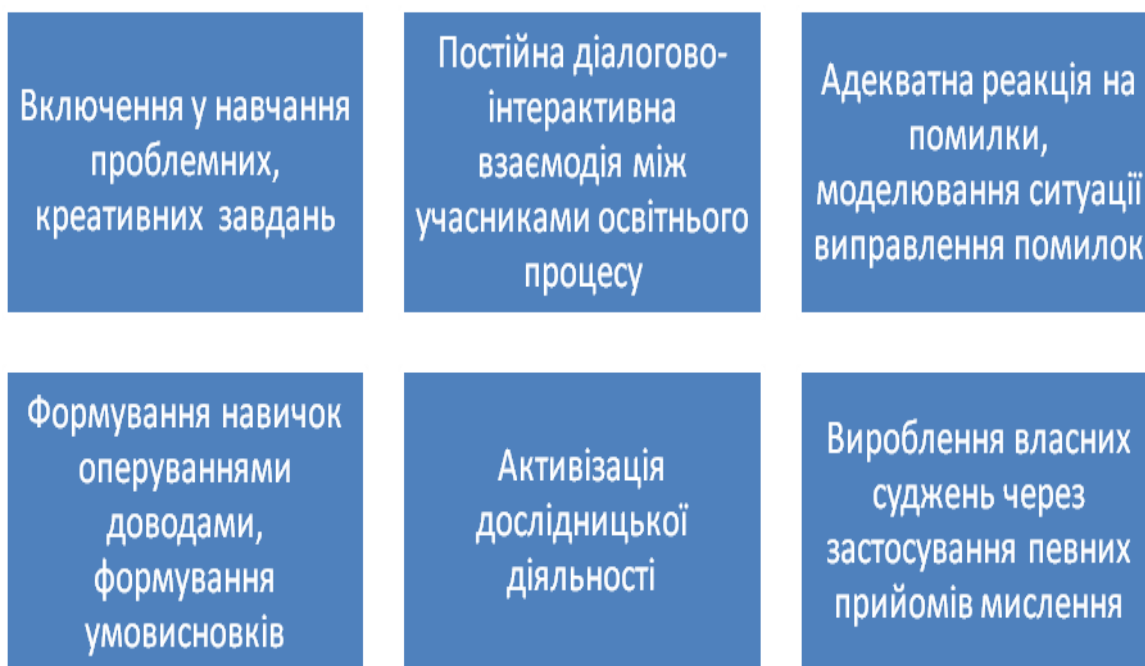 Включення у навчання
проблемних,
креативних завдань
Постійна діалогово-
інтерактивна
взаємодія між
учасниками освітнього
процесу
Адекватна реакція на
помилки,
моделювання ситуації
виправлення помилок
Формування навичок
оперуваннями
доводами,
формування
умовисновків
Активізація
дослідницької
діяльності
Вироблення власних
суджень через
застосування певних
прийомів мислення